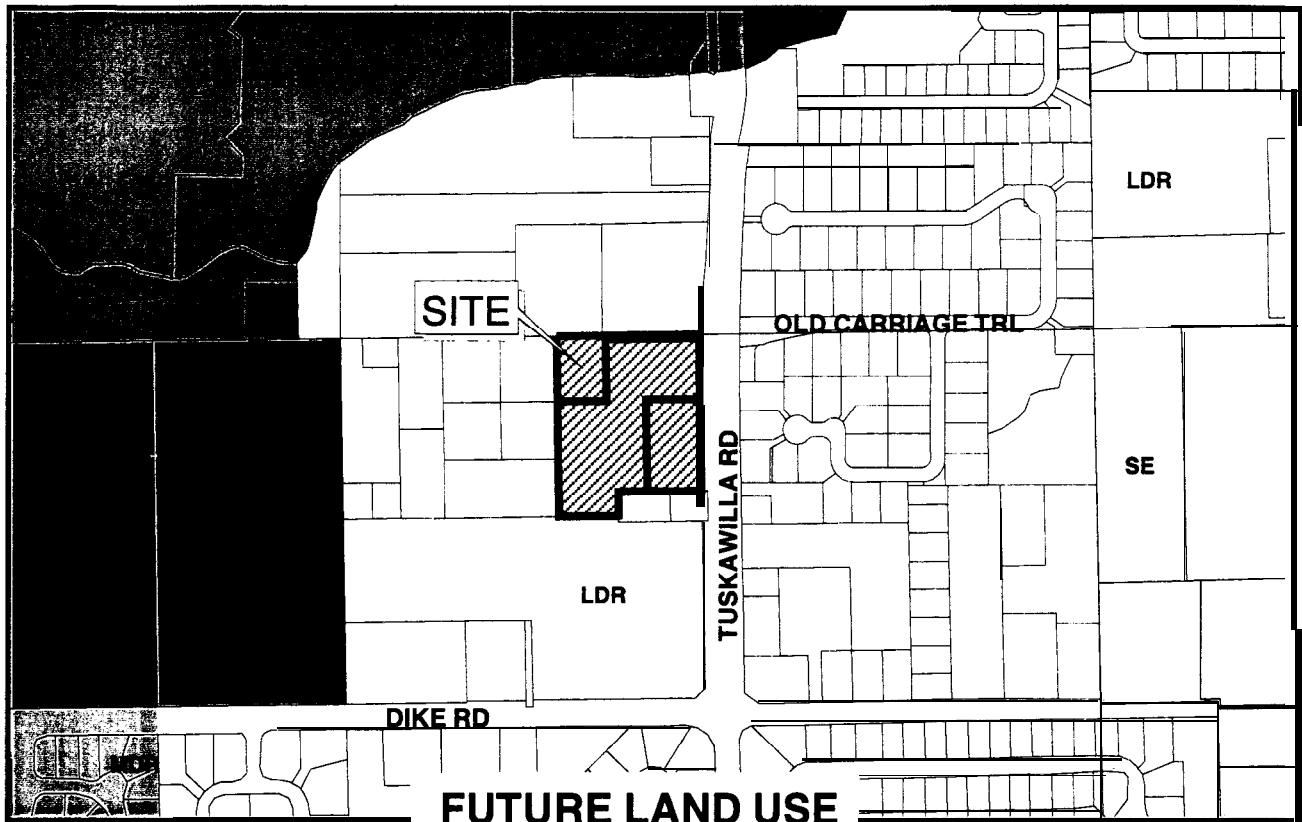 LDR
SITE
OLD CARRIAGE TRL
TUSKAWILLA RD
SE
LDR
DIKE RD
FUTURE LAND USE